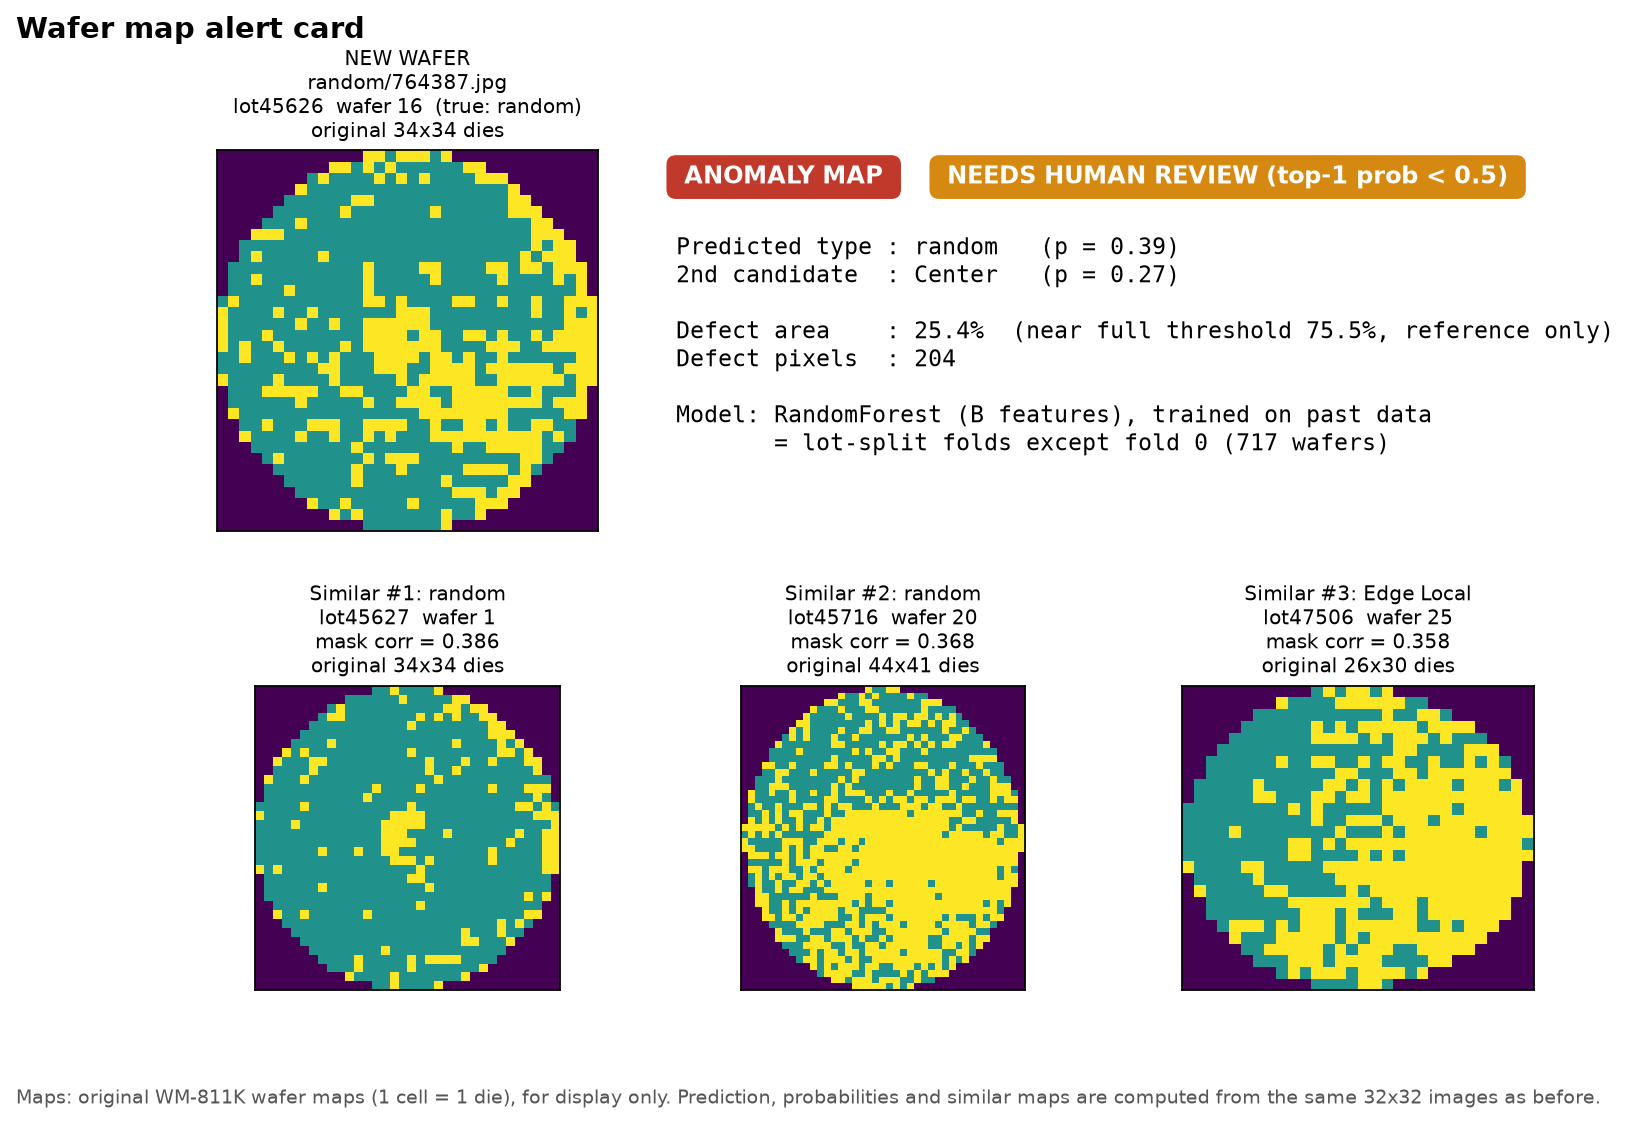 Wafer map alert card
NEW WAFER
random/764387.jpg
lot45626  wafer 16  (true: random)
original 34x34 dies
ANOMALY MAP
NEEDS HUMAN REVIEW (top-1 prob < 0.5)
Predicted type : random   (p = 0.39)
2nd candidate  : Center   (p = 0.27)
Defect area    : 25.4%  (near full threshold 75.5%, reference only)
Defect pixels  : 204
Model: RandomForest (B features), trained on past data
= lot-split folds except fold 0 (717 wafers)
Similar #1: random
lot45627  wafer 1
mask corr = 0.386
original 34x34 dies
Similar #2: random
lot45716  wafer 20
mask corr = 0.368
original 44x41 dies
Similar #3: Edge Local
lot47506  wafer 25
mask corr = 0.358
original 26x30 dies
Maps: original WM-811K wafer maps (1 cell = 1 die), for display only. Prediction, probabilities and similar maps are computed from the same 32x32 images as before.